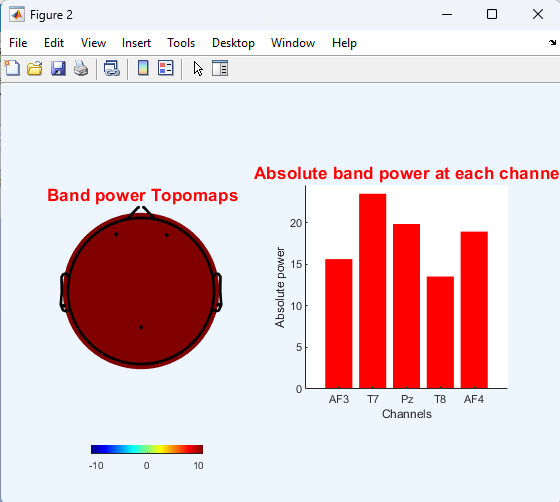 Figure 2
File Edit View Insert Tools Desktop Window Help
Band power Topomaps
-10 0 10
Absolute band power at each channe
Absolute power
20
15
10
5
0
AF3 T7 Pz T8 AF4
Channels